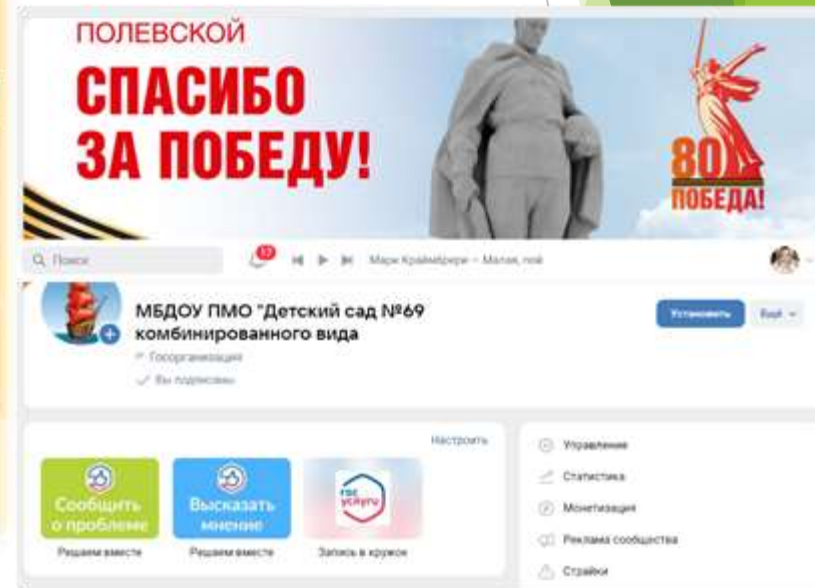 ПОЛЕВСКОЙ
СПАСИБО
ЗА ПОБЕДУ!
80
ПОБЕДА!
Поиск
17
Мари Краймбрери – Малая, пой
МБДОУ ПМО "Детский сад №69
комбинированного вида
Госорганизация
Вы подписаны
Установить
Ещё
Настроить
Сообщить
о проблеме
Решаем вместе
Высказать
мнение
Решаем вместе
гос
услуги
Запись в кружок
Управление
Статистика
Монетизация
Реклама сообщества
Страйки